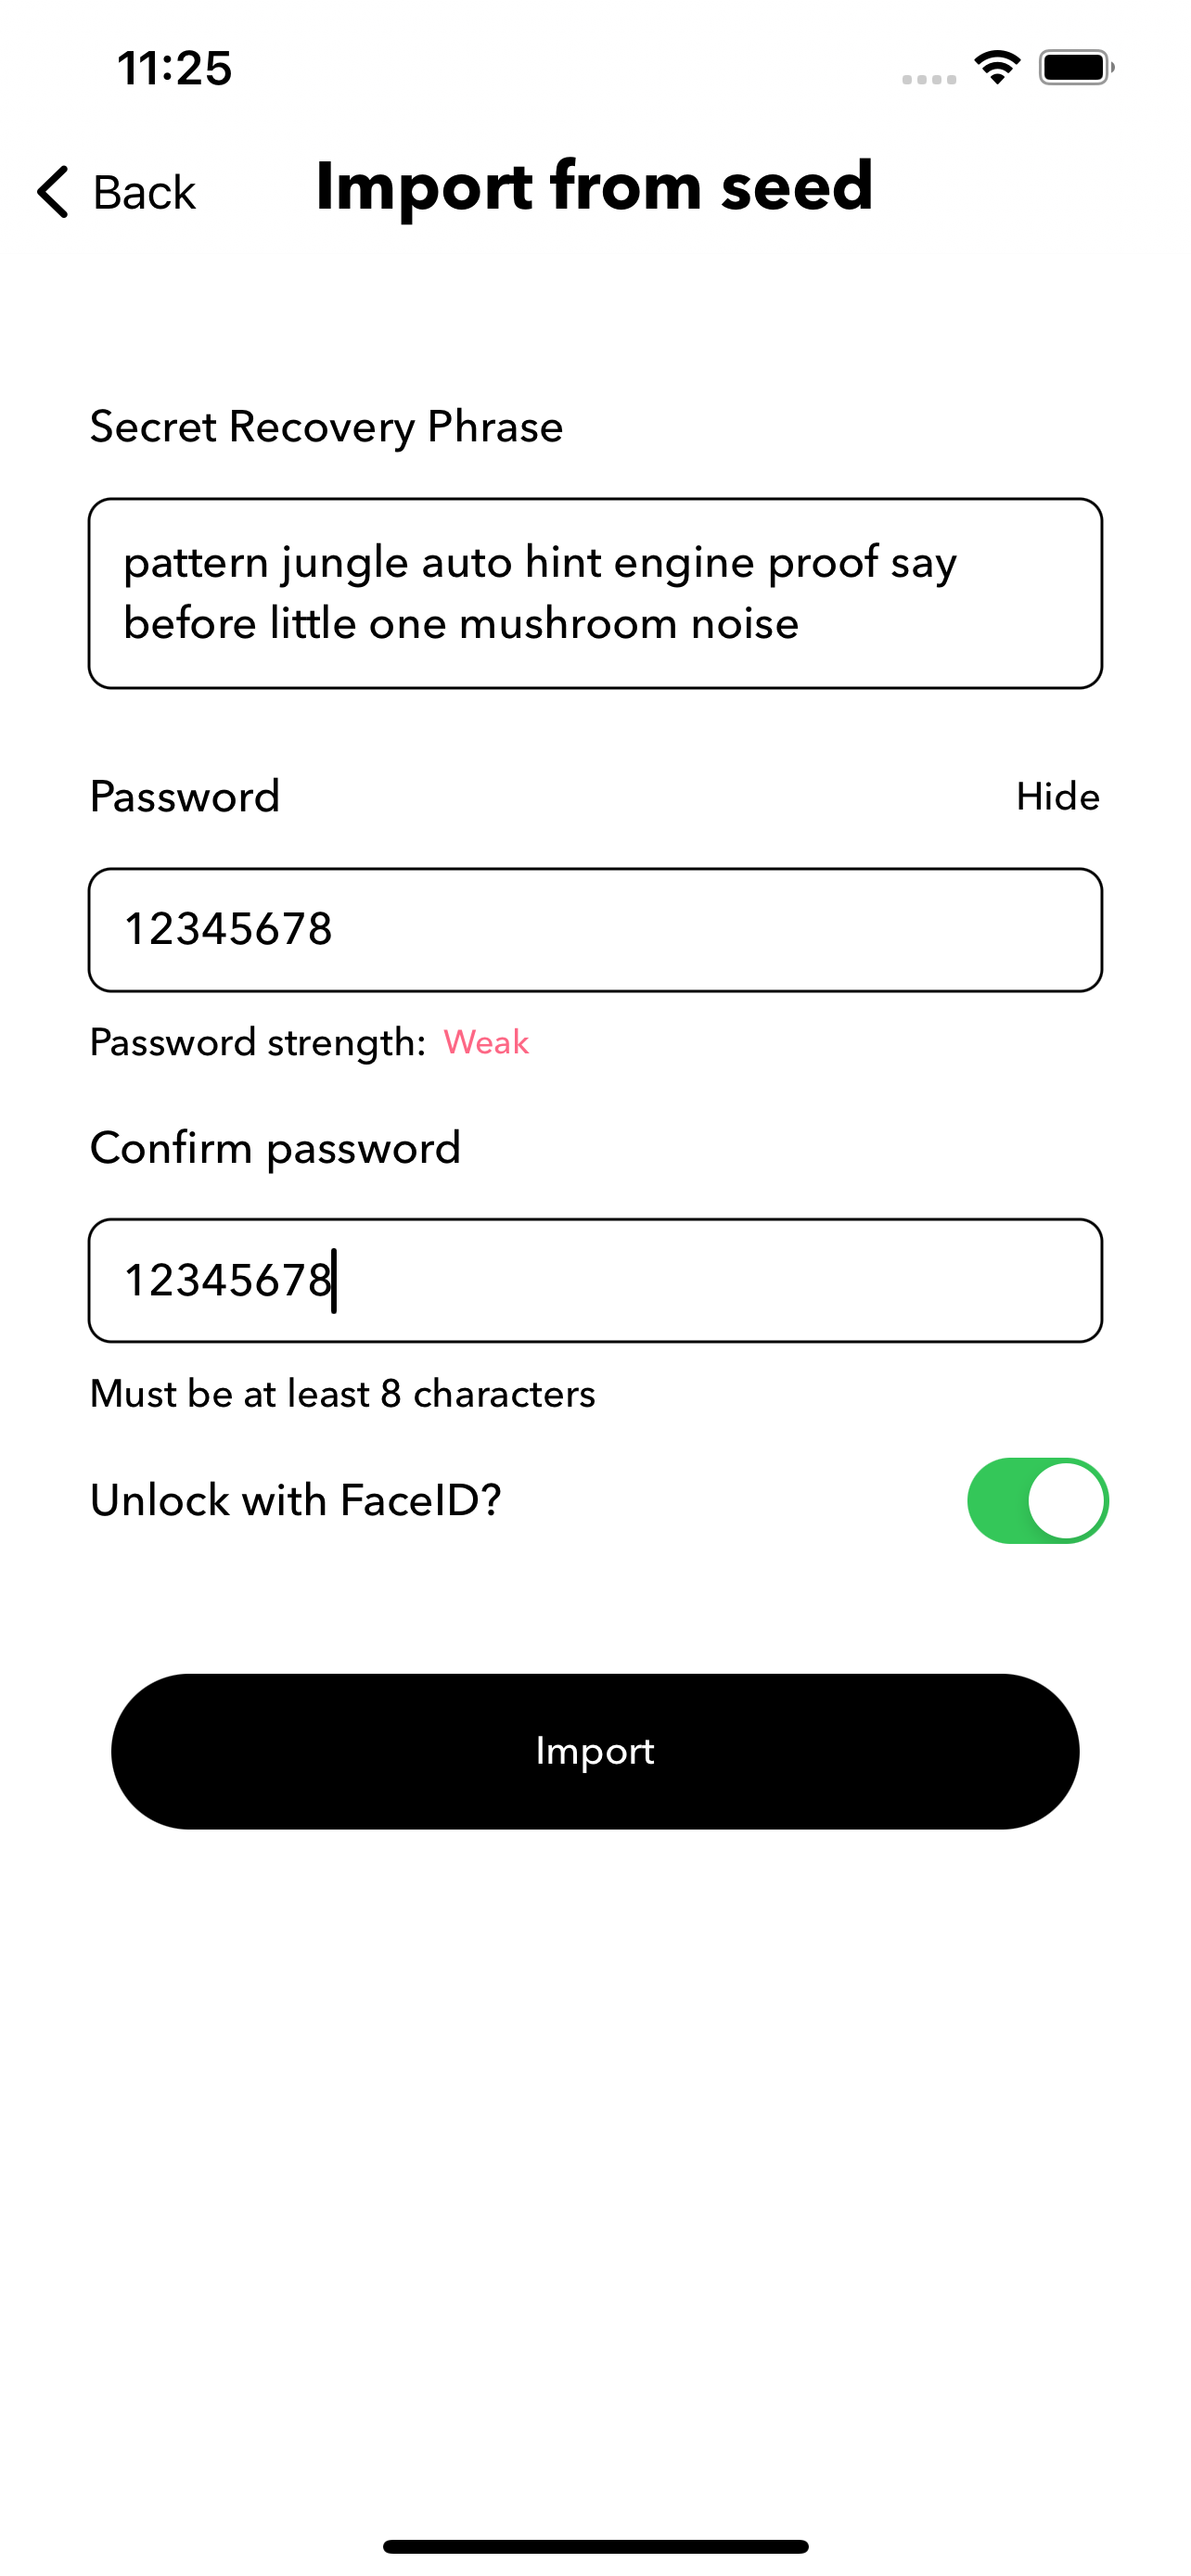 11:25
Back
Import from seed
Secret Recovery Phrase
pattern jungle auto hint engine proof say
before little one mushroom noise
Password
Hide
12345678
Password strength: Weak
Confirm password
12345678
Must be at least 8 characters
Unlock with FaceID?
Import